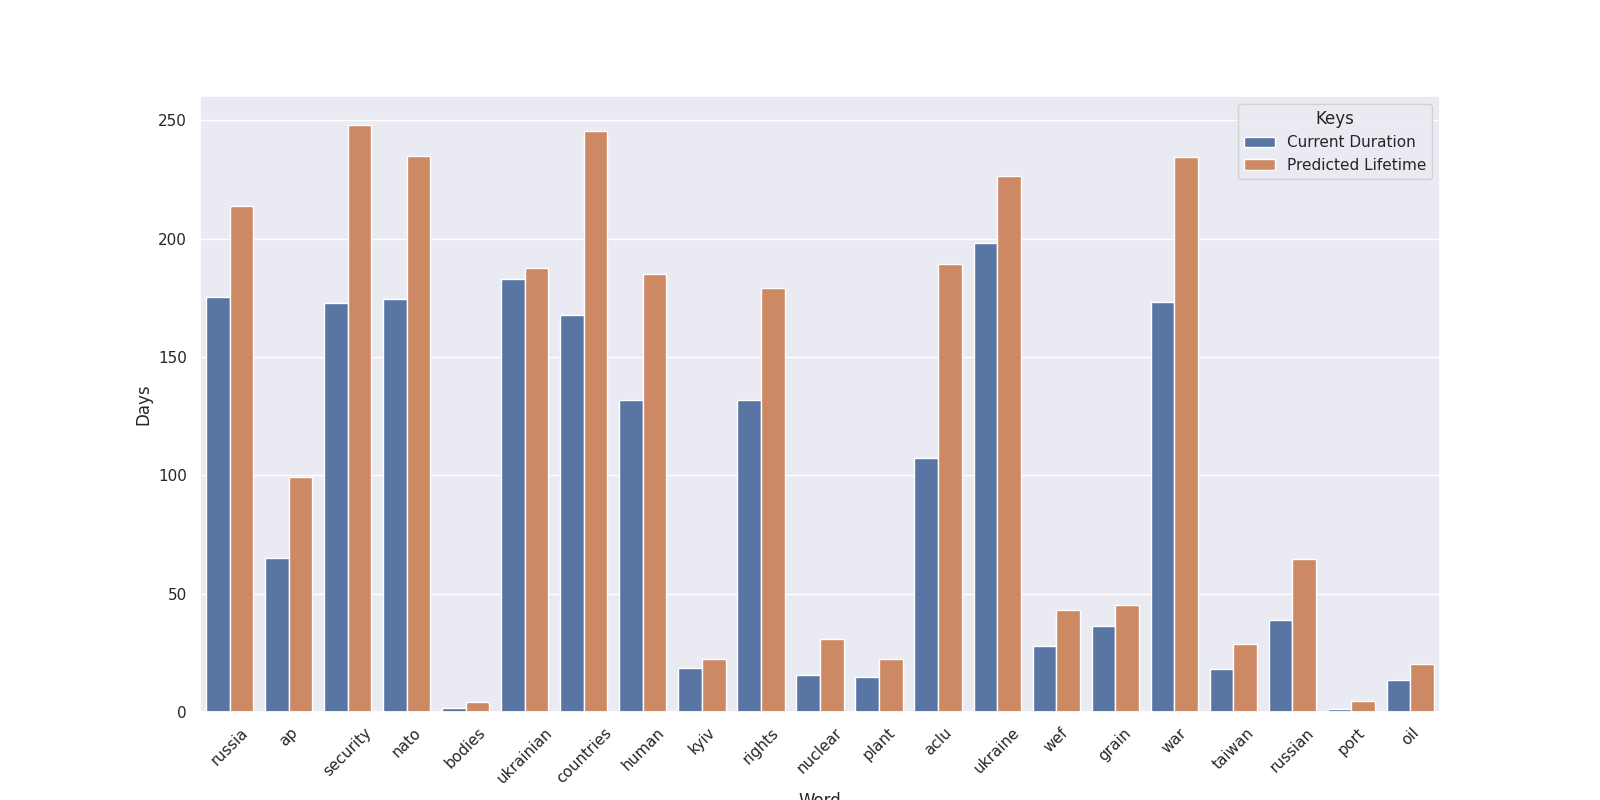 Keys
Current Duration
Predicted Lifetime
250
200
150
100
50
0
Days
russia
ap
security
nato
bodies
ukrainian
countries
human
kyiv
rights
nuclear
plant
aclu
ukraine
wef
grain
war
taiwan
russian
port
oil
Word